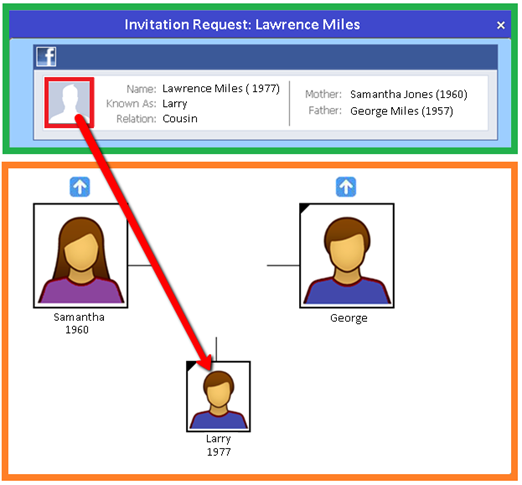 Invitation Request: Lawrence Miles ×
f
Name: Lawrence Miles ( 1977)
Known As: Larry
Relation: Cousin
Mother: Samantha Jones (1960)
Father: George Miles (1957)
Samantha
1960
George
Larry
1977